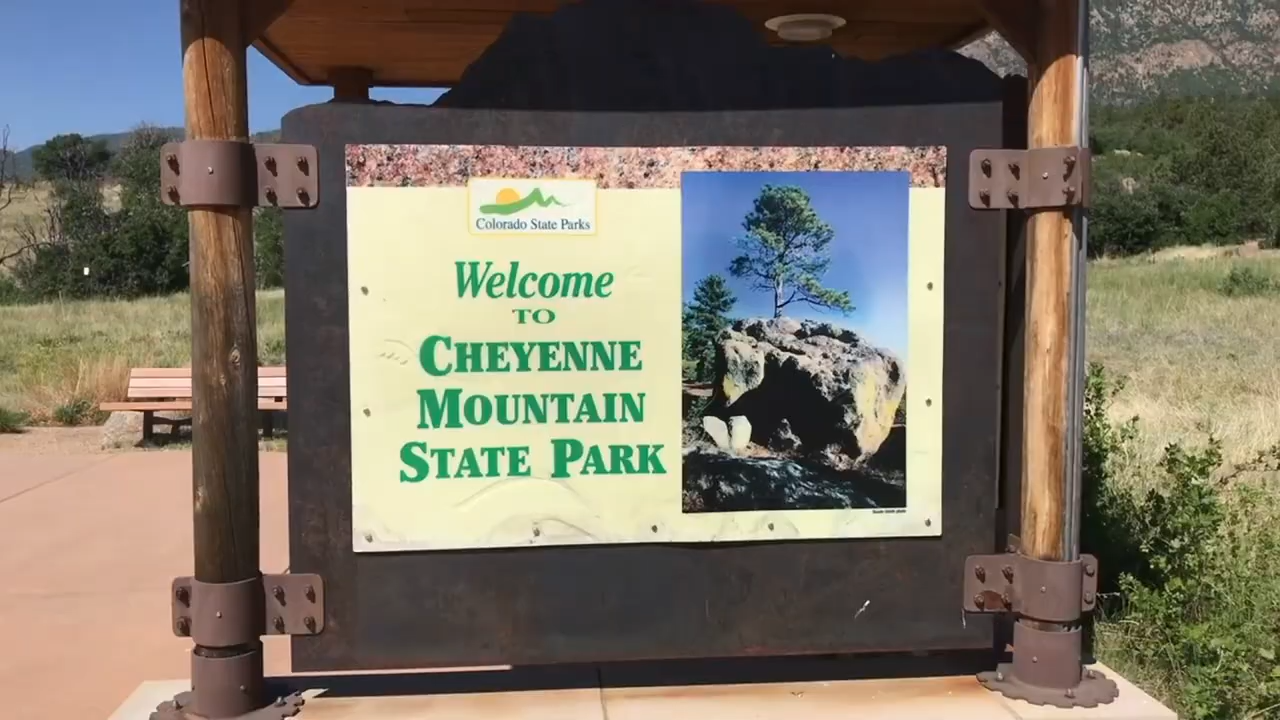 Colorado State Parks
Welcome
TO
CHEYENNE
MOUNTAIN
STATE PARK